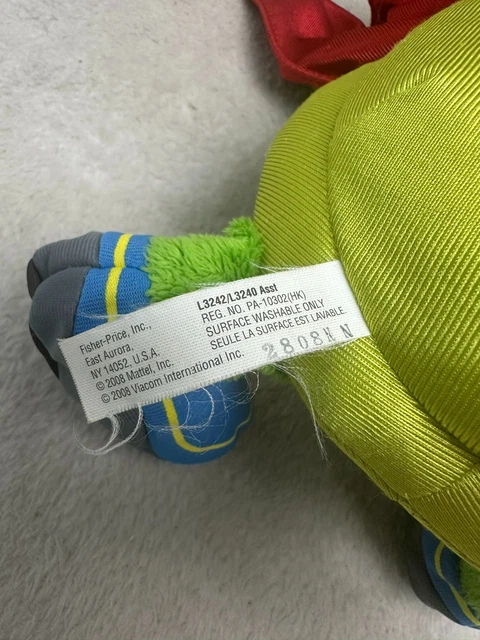 L3242/L3240 Asst
REG. NO. PA-10302(HK)
SURFACE WASHABLE ONLY
SEULE LA SURFACE EST LAVABLE.
Fisher-Price, Inc.,
East Aurora,
NY 14052, U.S.A.
© 2008 Mattel, Inc.
© 2008 Viacom International Inc.
2808N N